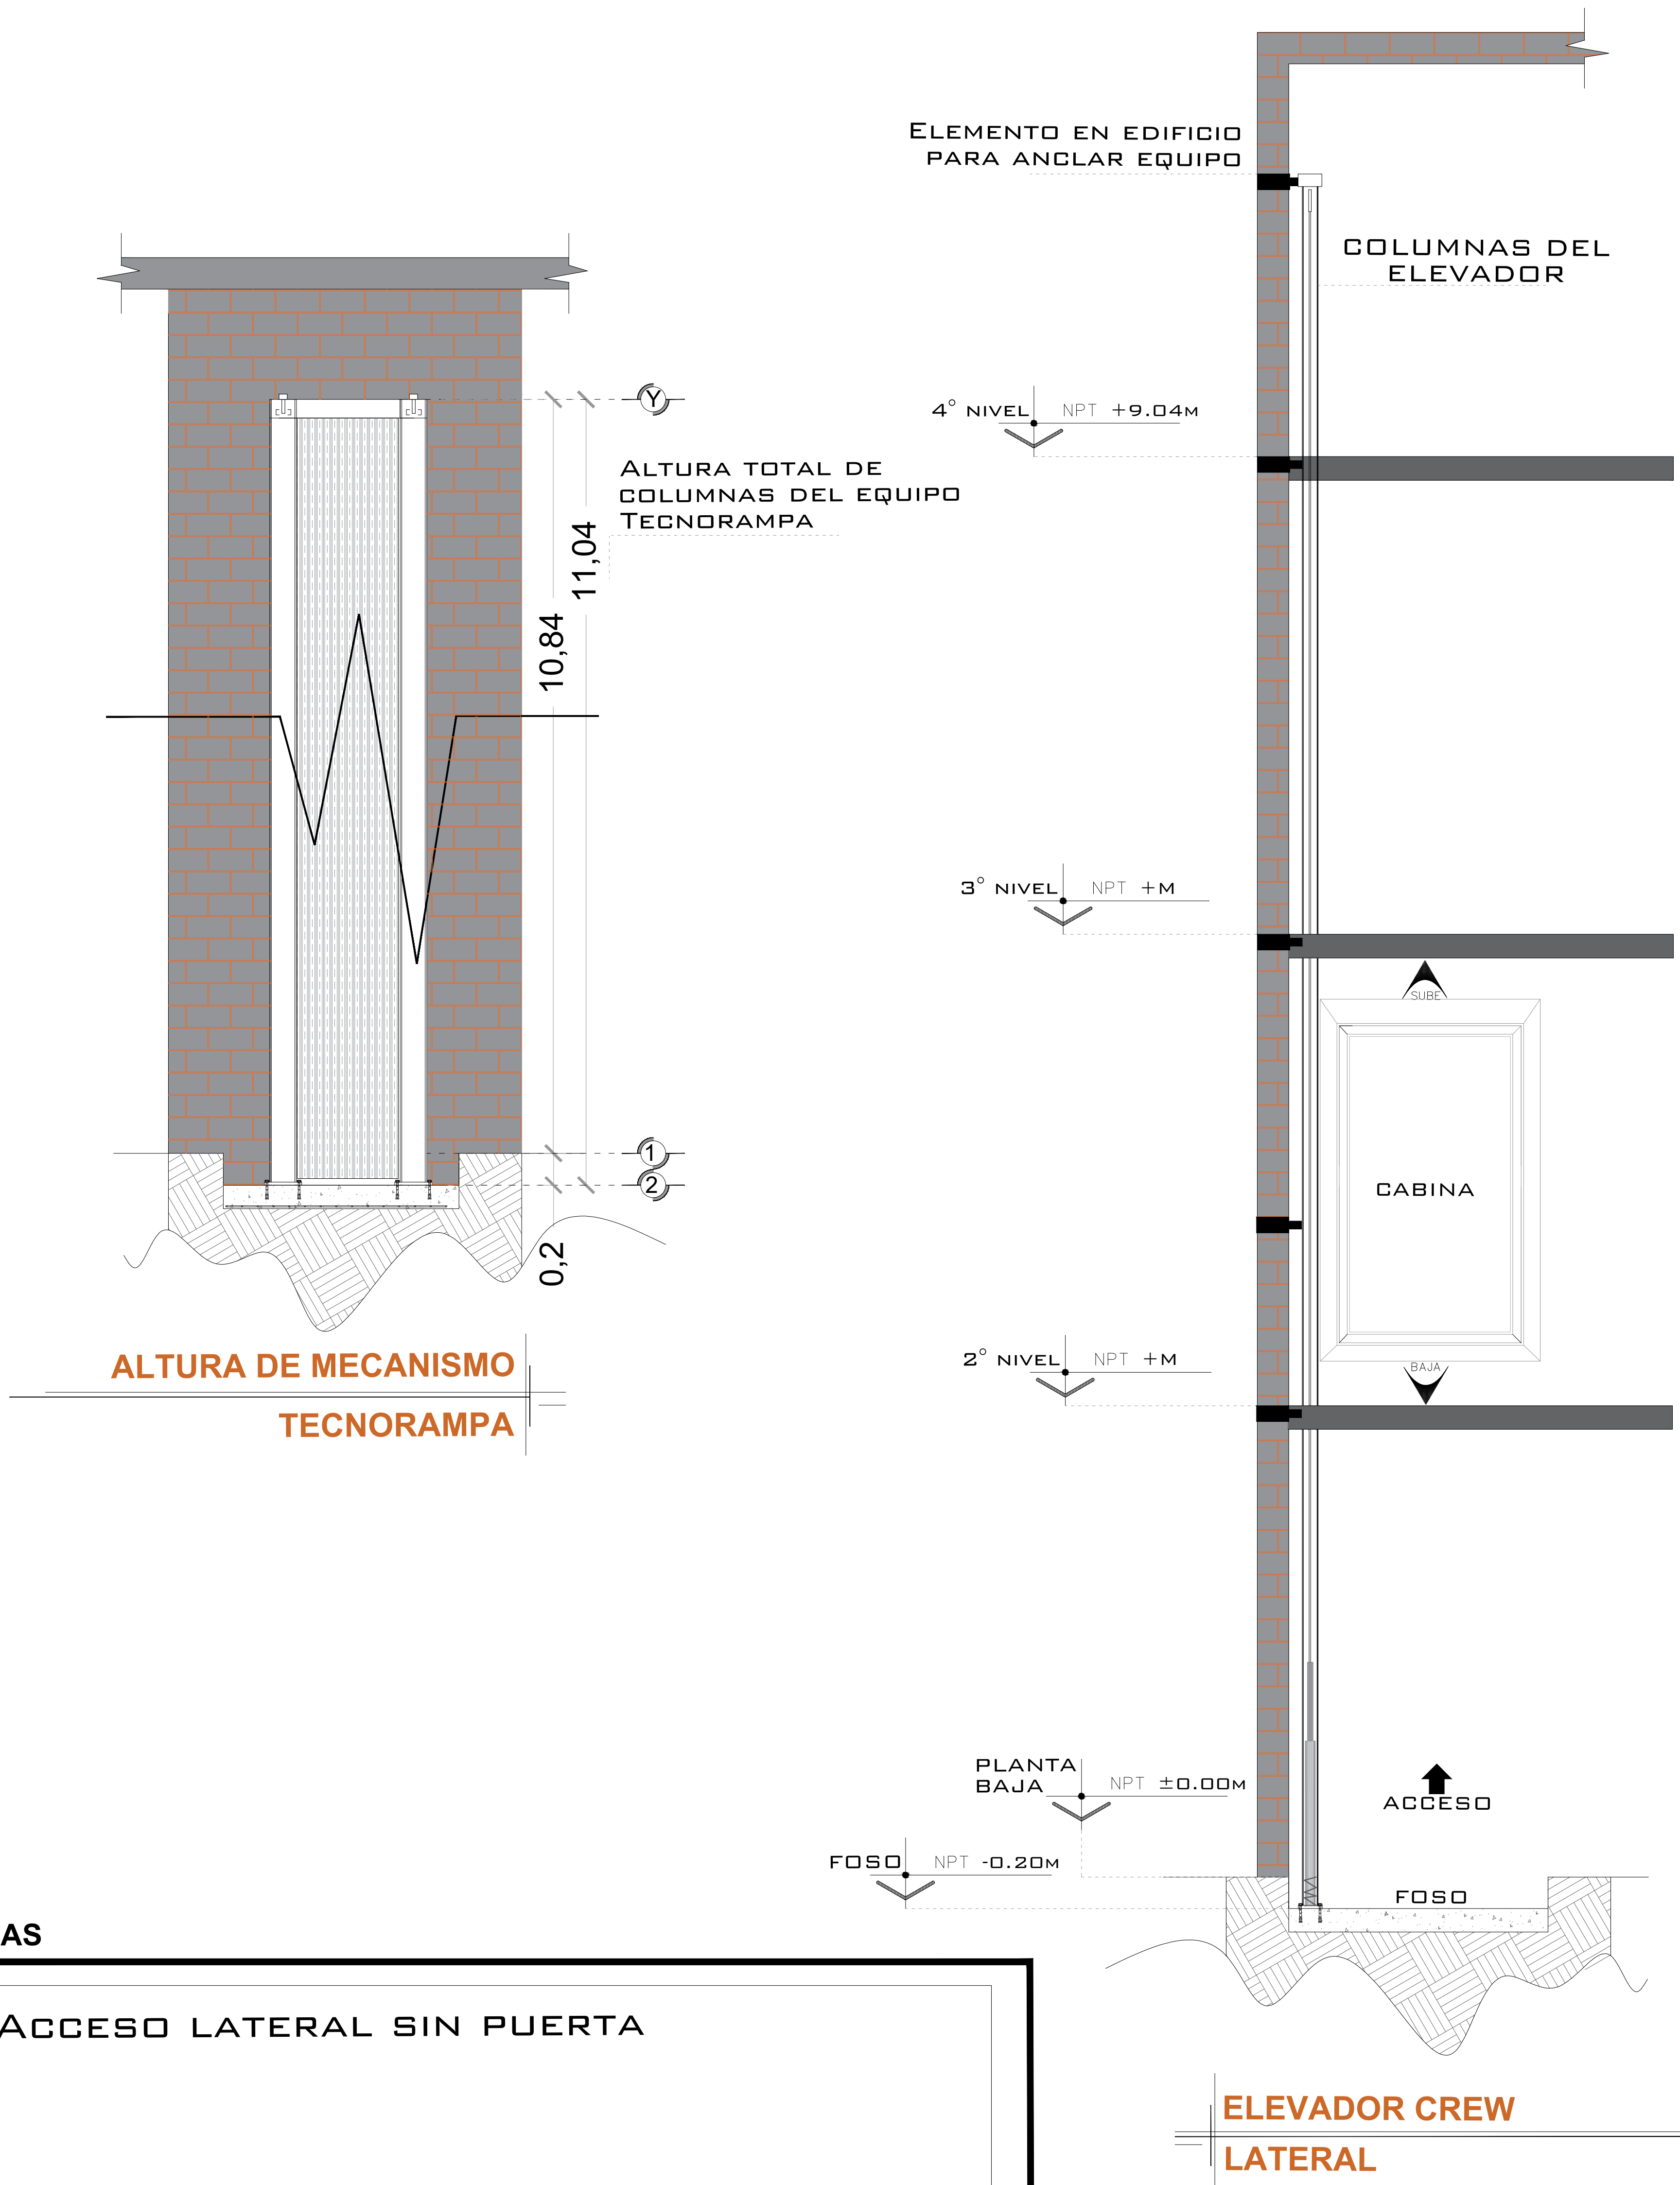 ELEMENTO EN EDIFICIO
PARA ANCLAR EQUIPO
COLUMNAS DEL
ELEVADOR
Y
4° NIVEL NPT +9.04M
ALTURA TOTAL DE
COLUMNAS DEL EQUIPO
TECNORAMPA
11,04
10,84
3° NIVEL NPT +M
SUBE
1
2
CABINA
0,2
2° NIVEL NPT +M
BAJA
ALTURA DE MECANISMO
TECNORAMPA
PLANTA
BAJA NPT ±0.00M
ACCESO
FOSO NPT -0.20M
FOSO
AS
ACCESO LATERAL SIN PUERTA
ELEVADOR CREW
LATERAL